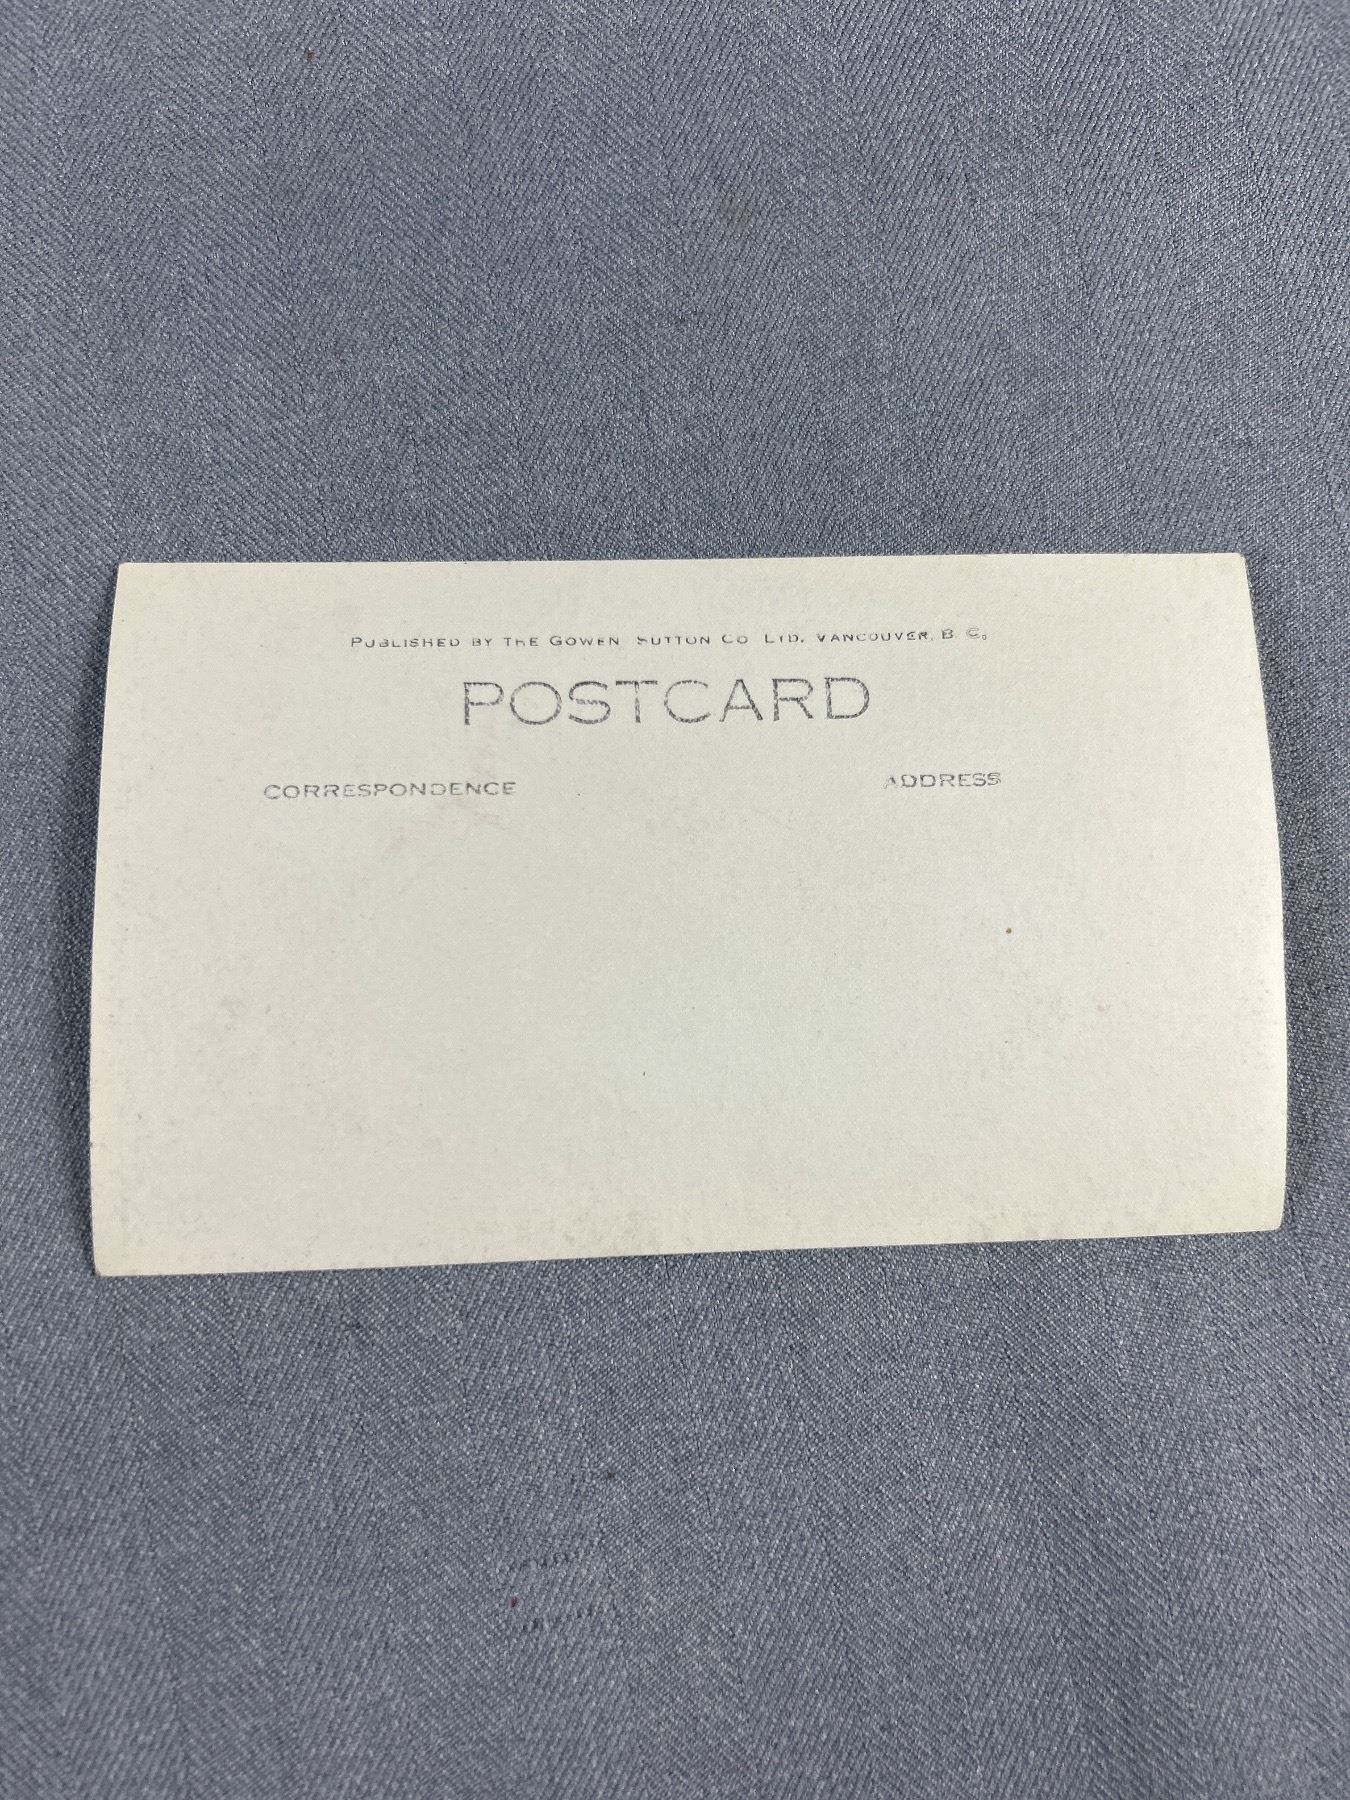 PUBLISHED BY THE GOWEN SUTTON CO LTD. VANCOUVER, B. C.
POSTCARD
CORRESPONDENCE
ADDRESS